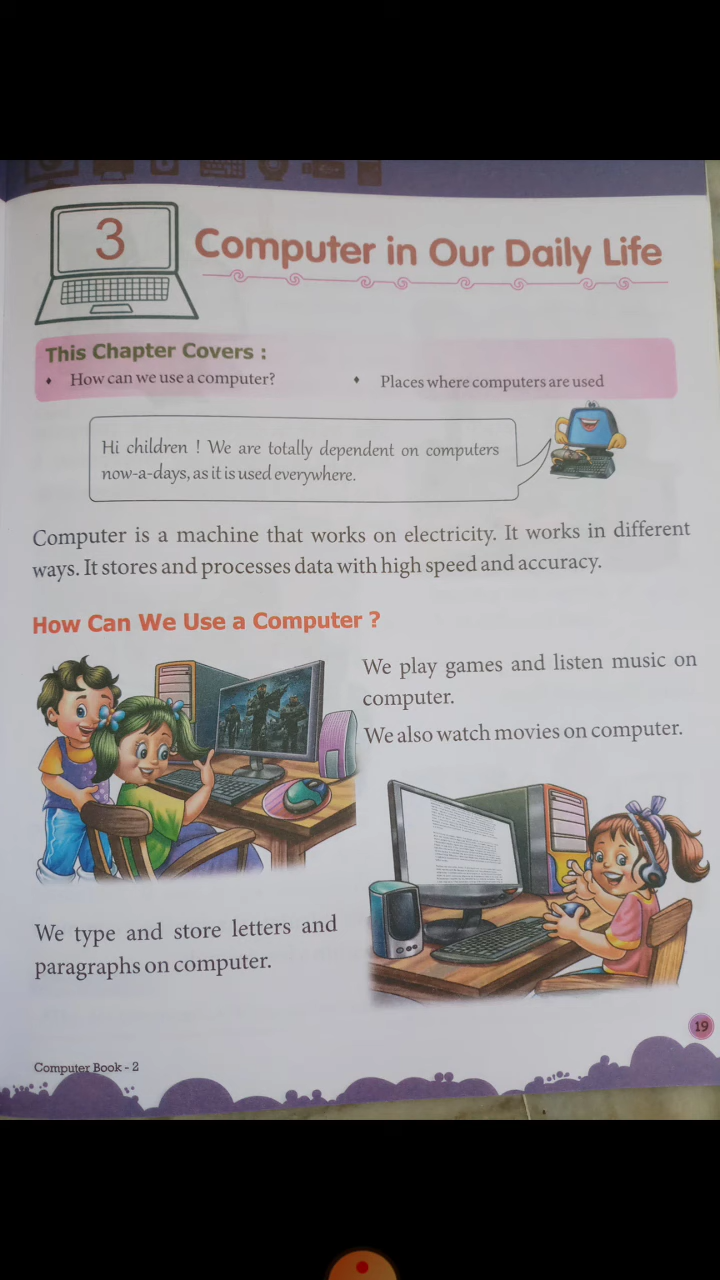 3
Computer in Our Daily Life
This Chapter Covers :
♦ How can we use a computer?
♦ Places where computers are used
Hi children ! We are totally dependent on computers
now-a-days, as it is used everywhere.
Computer is a machine that works on electricity. It works in different
ways. It stores and processes data with high speed and accuracy.
How Can We Use a Computer ?
We play games and listen music on
computer.
We also watch movies on computer.
We type and store letters and
paragraphs on computer.
19
Computer Book - 2